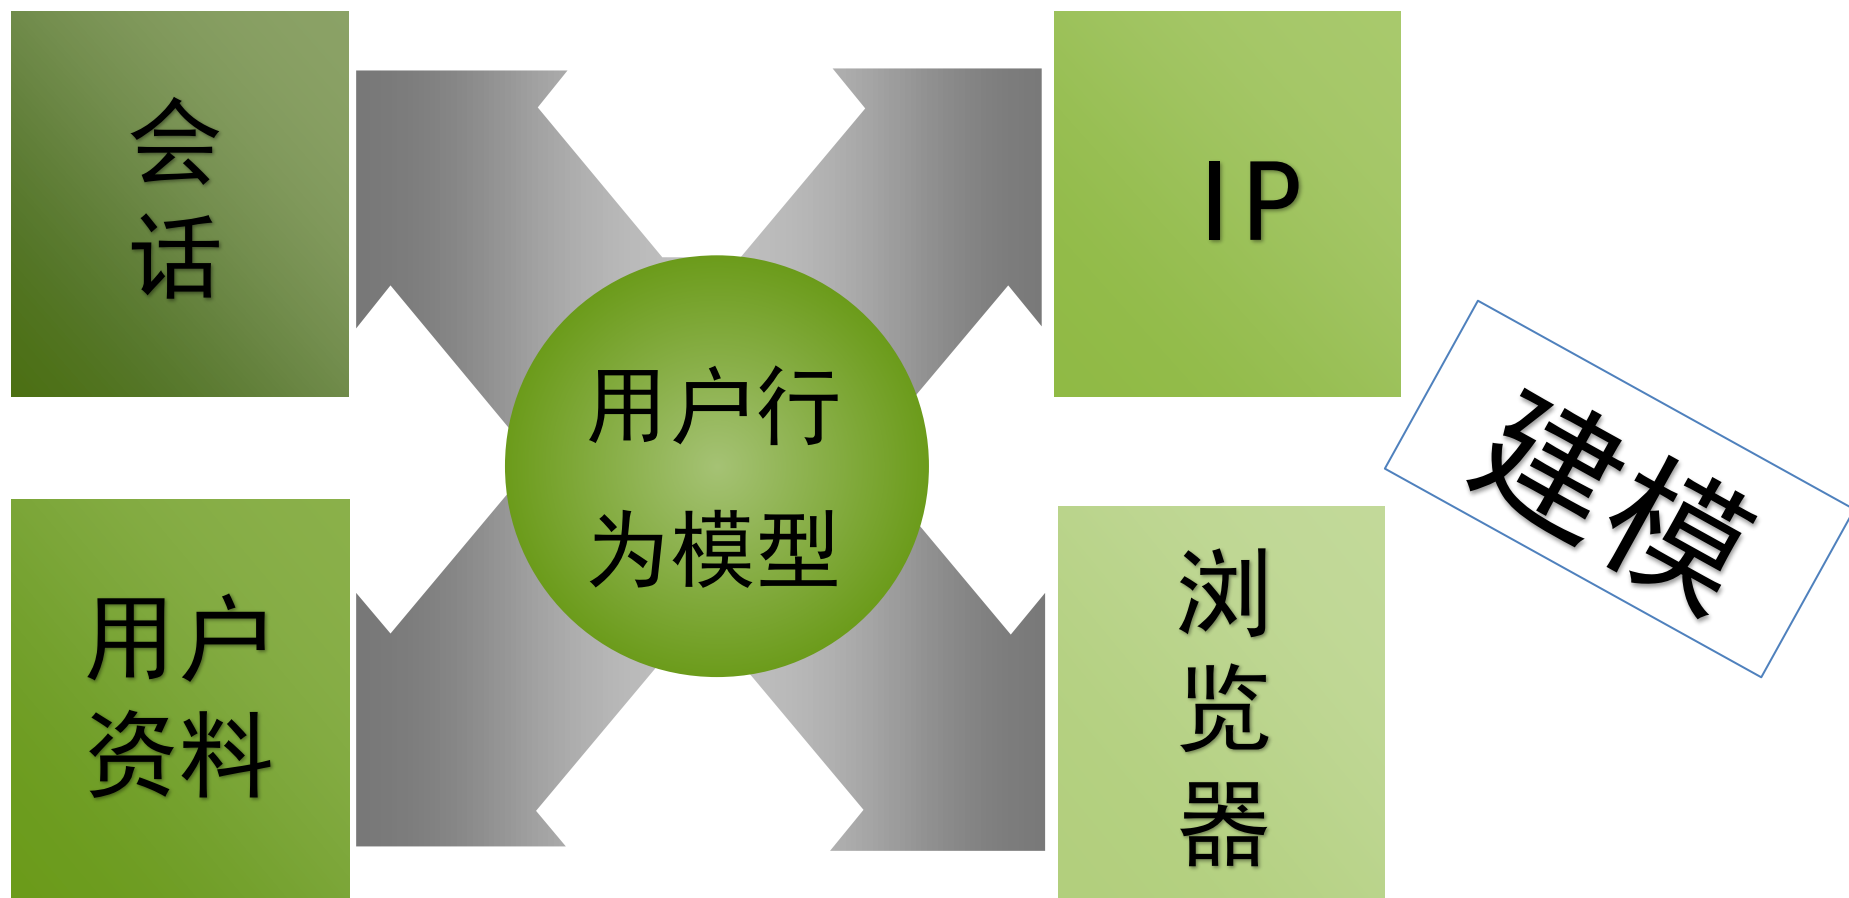 会
话
IP
用户行
为模型
建模
用户
资料
浏
览
器